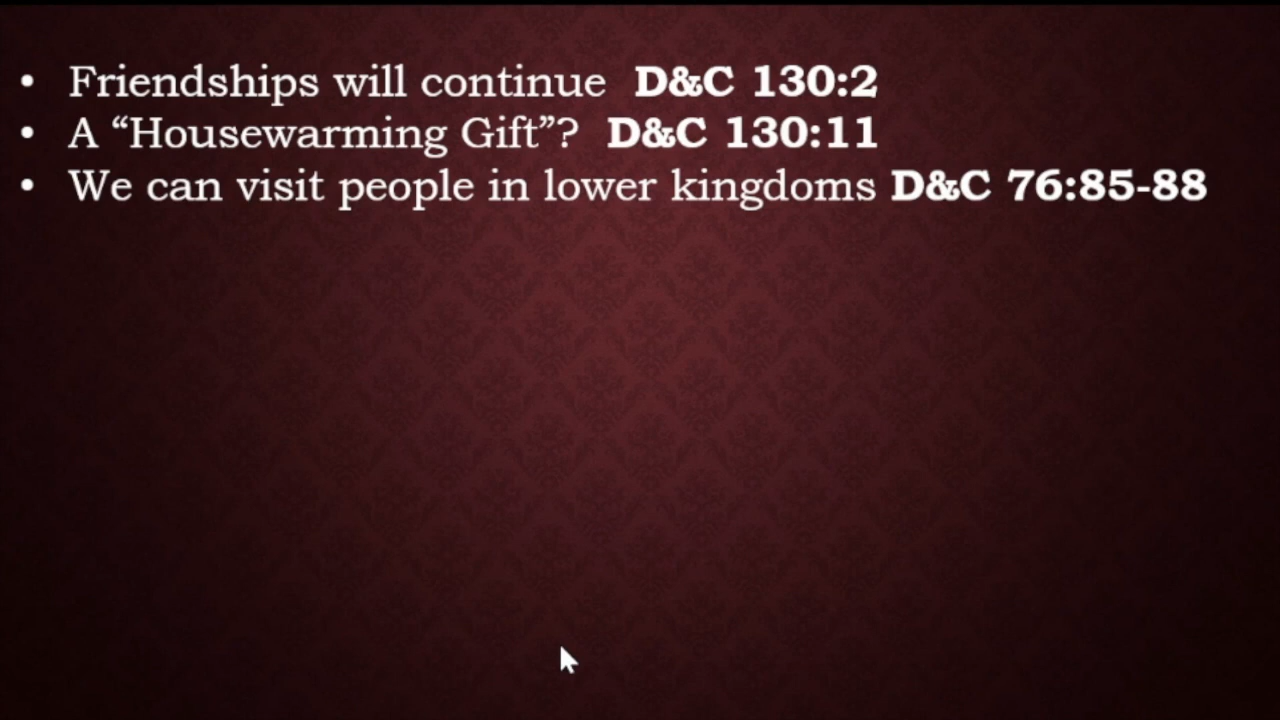 • Friendships will continue D&C 130:2
• A “Housewarming Gift”? D&C 130:11
• We can visit people in lower kingdoms D&C 76:85-88